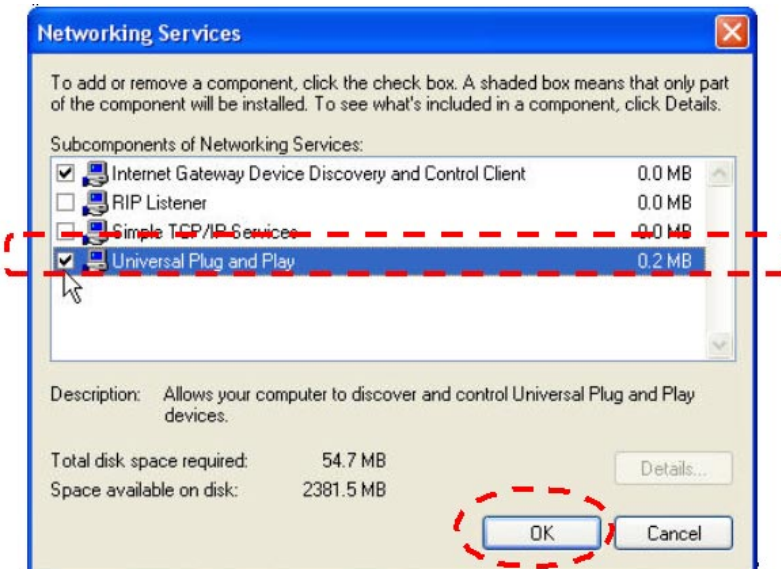 Networking Services
To add or remove a component, click the check box. A shaded box means that only part
of the component will be installed. To see what's included in a component, click Details.
Subcomponents of Networking Services:
Internet Gateway Device Discovery and Control Client 0.0 MB
RIP Listener 0.0 MB
Simple TCP/IP Services 0.0 MB
Universal Plug and Play 0.2 MB
Description: Allows your computer to discover and control Universal Plug and Play
devices.
Total disk space required: 54.7 MB
Space available on disk: 2381.5 MB
Details...
OK Cancel